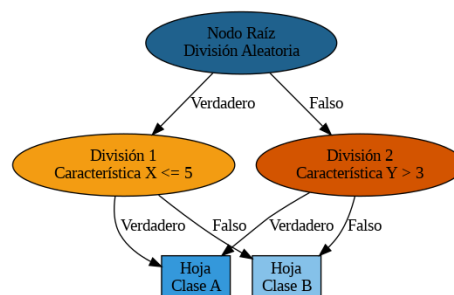 Nodo Raíz
División Aleatoria
Verdadero
Falso
División 1
Característica X <= 5
División 2
Característica Y > 3
Verdadero
Falso
Verdadero
Falso
Hoja
Clase A
Hoja
Clase B